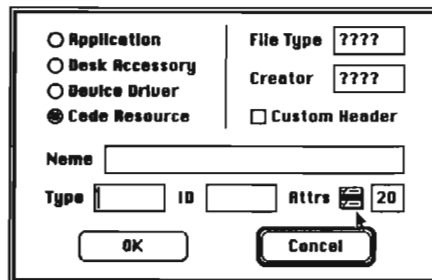 Application
Desk Accessory
Device Driver
Code Resource
File Type ????
Creator ????
Custom Header
Name
Type ID Attrs 20
OK Cancel